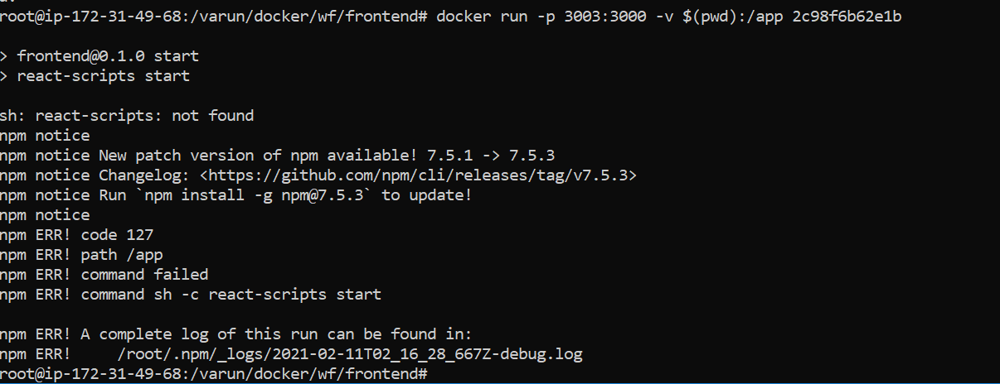 root@ip-172-31-49-68:/varun/docker/wf/frontend# docker run -p 3003:3000 -v $(pwd):/app 2c98f6b62e1b
> frontend@0.1.0 start
> react-scripts start
sh: react-scripts: not found
npm notice
npm notice New patch version of npm available! 7.5.1 -> 7.5.3
npm notice Changelog: <https://github.com/npm/cli/releases/tag/v7.5.3>
npm notice Run `npm install -g npm@7.5.3` to update!
npm notice
npm ERR! code 127
npm ERR! path /app
npm ERR! command failed
npm ERR! command sh -c react-scripts start
npm ERR! A complete log of this run can be found in:
npm ERR!     /root/.npm/_logs/2021-02-11T02_16_28_667Z-debug.log
root@ip-172-31-49-68:/varun/docker/wf/frontend#